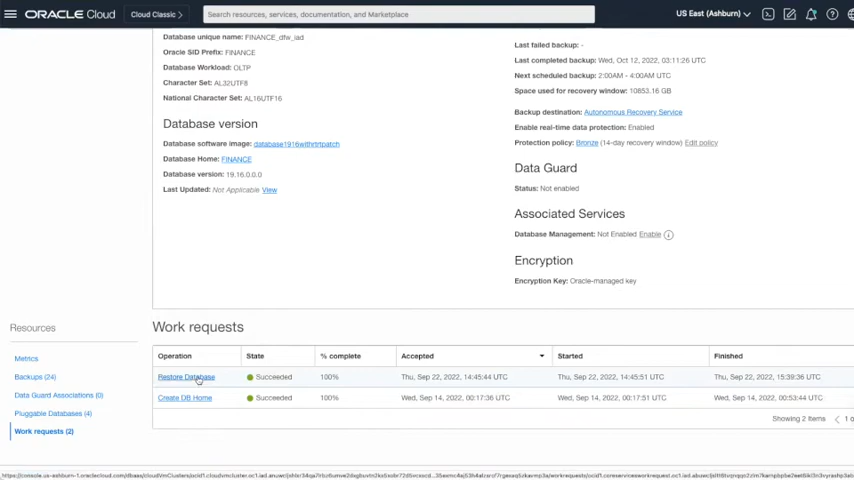 ORACLE Cloud
Cloud Classic >
Search resources, services, documentation, and Marketplace
US East (Ashburn)
Database unique name: FINANCE_dfw_iad
Oracle SID Prefix: FINANCE
Database Workload: OLTP
Character Set: AL32UTF8
National Character Set: AL16UTF16
Database version
Database software image: database1916withrtrtpatch
Database Home: FINANCE
Database version: 19.16.0.0.0
Last Updated: Not Applicable View
Last failed backup: -
Last completed backup: Wed, Oct 12, 2022, 03:11:26 UTC
Next scheduled backup: 2:00AM - 4:00AM UTC
Space used for recovery window: 10853.16 GB
Backup destination: Autonomous Recovery Service
Enable real-time data protection: Enabled
Protection policy: Bronze (14-day recovery window) Edit policy
Data Guard
Status: Not enabled
Associated Services
Database Management: Not Enabled Enable
Encryption
Encryption Key: Oracle-managed key
Resources
Metrics
Backups (24)
Data Guard Associations (0)
Pluggable Databases (4)
Work requests (2)
Work requests
Operation State % complete Accepted Started Finished
Restore Database Succeeded 100% Thu, Sep 22, 2022, 14:45:44 UTC Thu, Sep 22, 2022, 14:45:51 UTC Thu, Sep 22, 2022, 15:39:36 UTC
Create DB Home Succeeded 100% Wed, Sep 14, 2022, 00:17:36 UTC Wed, Sep 14, 2022, 00:17:51 UTC Wed, Sep 14, 2022, 00:53:44 UTC
Showing 2 Items